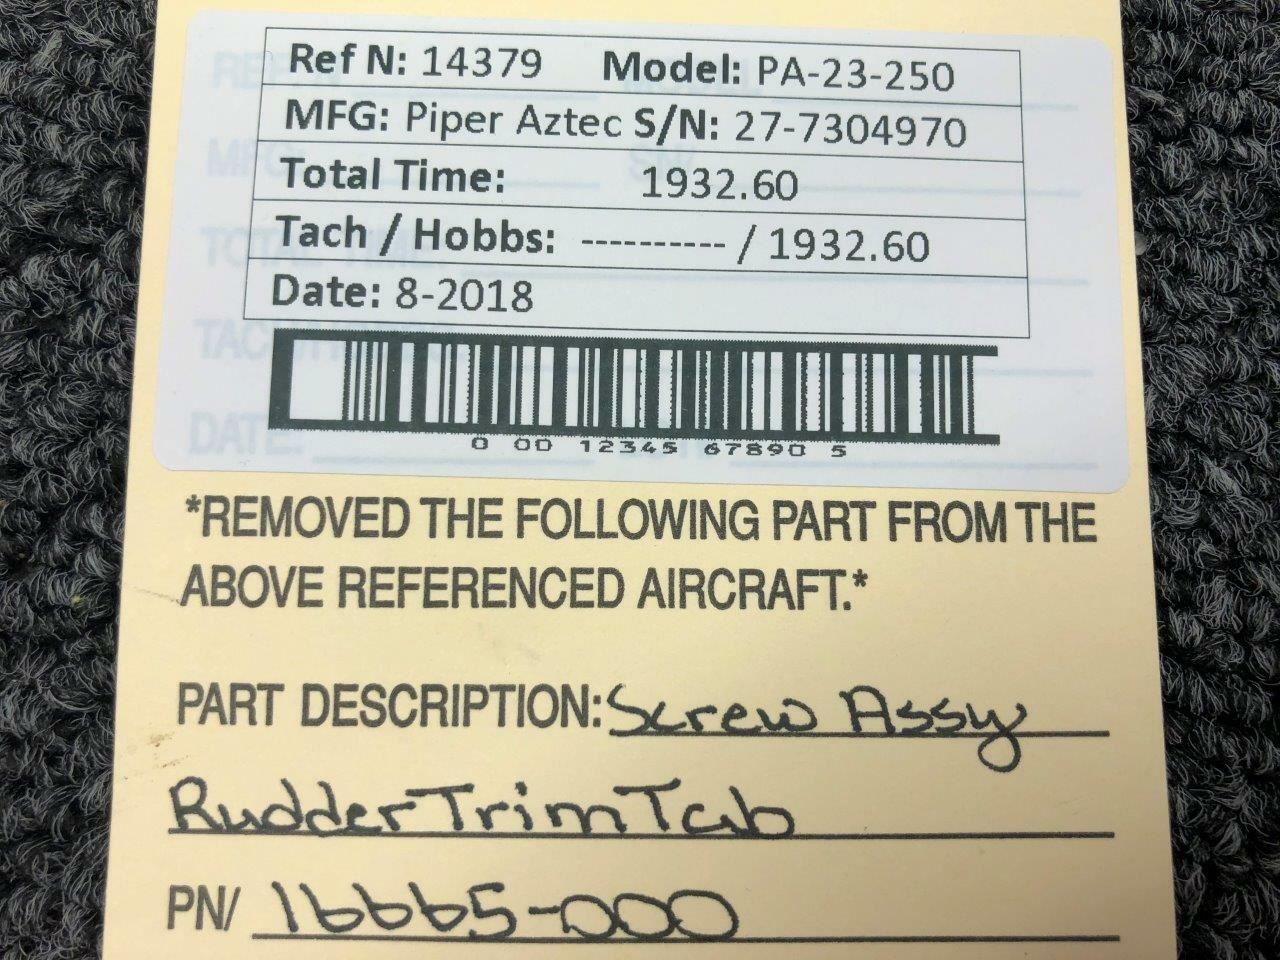 Ref N: 14379 Model: PA-23-250
MFG: Piper Aztec S/N: 27-7304970
Total Time: 1932.60
Tach / Hobbs: ---------- / 1932.60
Date: 8-2018
0 00 12345 67890 5
*REMOVED THE FOLLOWING PART FROM THE
ABOVE REFERENCED AIRCRAFT.*
PART DESCRIPTION: Screw Assy
Rudder Trim Tab
PN/ 16665-000